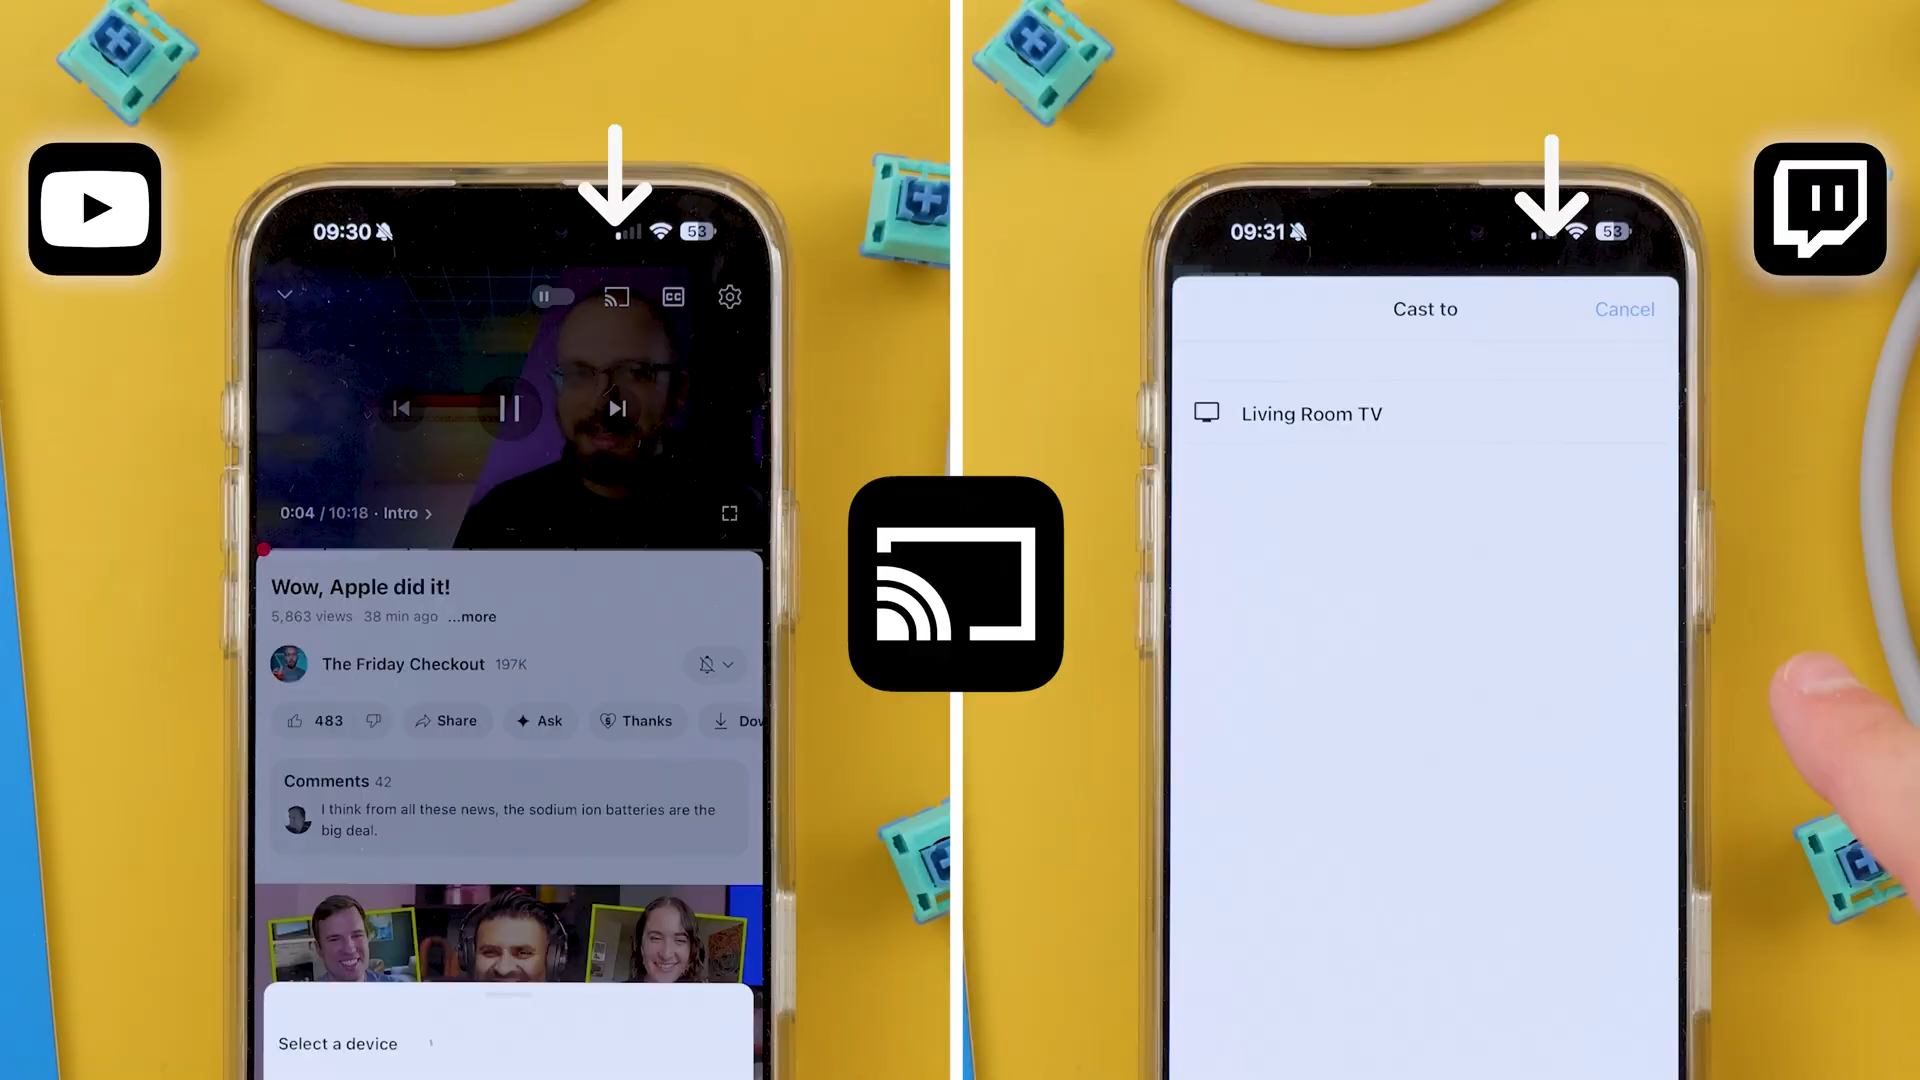 09:30
53
CC
0:04 / 10:18 · Intro >
Wow, Apple did it!
5,863 views 38 min ago ...more
The Friday Checkout 197K
483 Share Ask Thanks Dow
Comments 42
I think from all these news, the sodium ion batteries are the
big deal.
Select a device
09:31
53
Cast to Cancel
Living Room TV